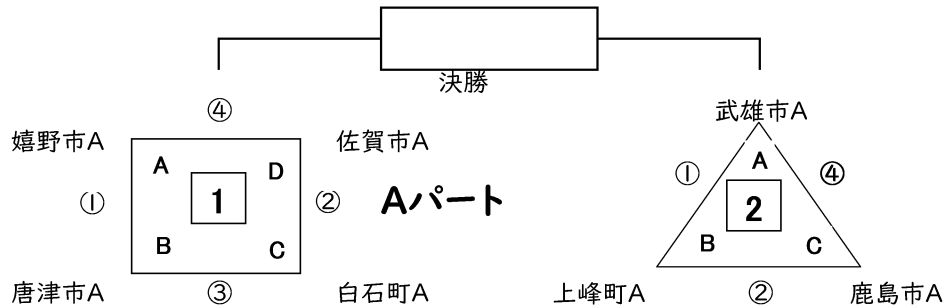 決勝
④
武雄市A
嬉野市A
佐賀市A
A
D
A
①
④
1
①
②
Aパート
2
B
C
B
C
唐津市A
③
白石町A
上峰町A
②
鹿島市A